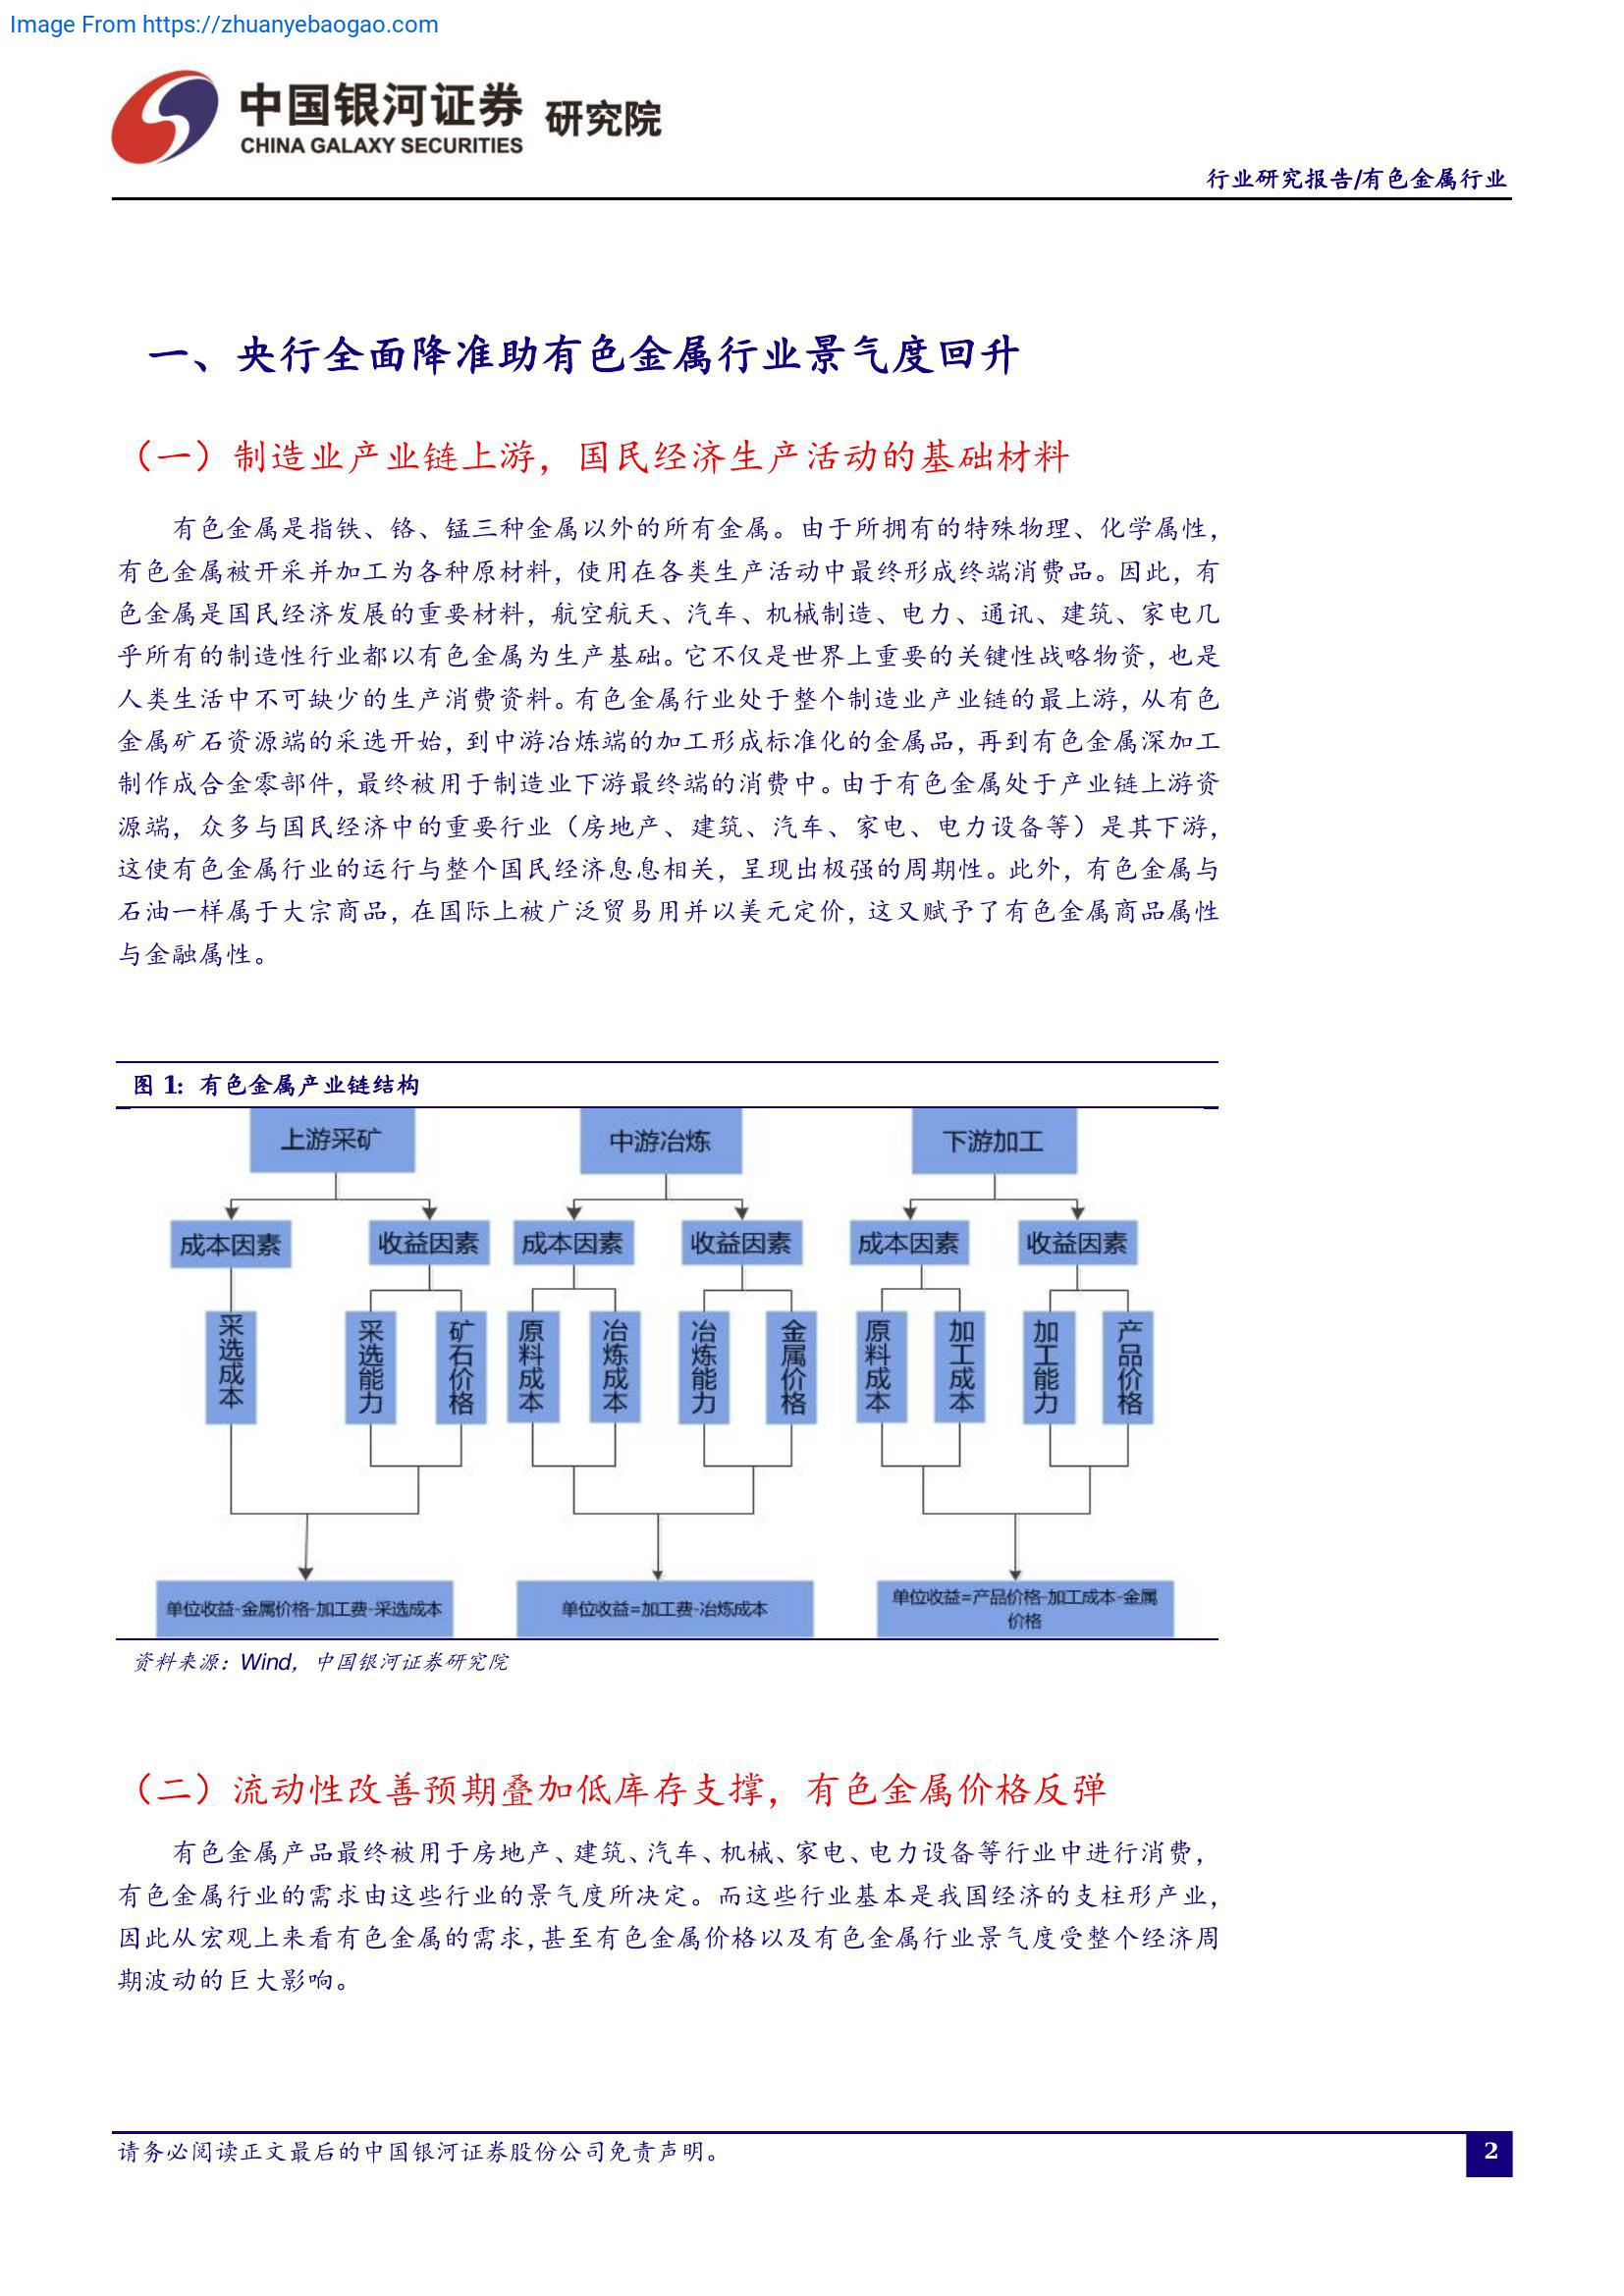 Image From https://zhuanyebaogao.com
中国银河证券 研究院
CHINA GALAXY SECURITIES
行业研究报告/有色金属行业
一、央行全面降准助有色金属行业景气度回升
（一）制造业产业链上游，国民经济生产活动的基础材料
有色金属是指铁、铬、锰三种金属以外的所有金属。由于所拥有的特殊物理、化学属性，
有色金属被开采并加工为各种原材料，使用在各类生产活动中最终形成终端消费品。因此，有
色金属是国民经济发展的重要材料，航空航天、汽车、机械制造、电力、通讯、建筑、家电几
乎所有的制造性行业都以有色金属为生产基础。它不仅是世界上重要的关键性战略物资，也是
人类生活中不可缺少的生产消费资料。有色金属行业处于整个制造业产业链的最上游，从有色
金属矿石资源端的采选开始，到中游冶炼端的加工形成标准化的金属品，再到有色金属深加工
制作成合金零部件，最终被用于制造业下游最终端的消费中。由于有色金属处于产业链上游资
源端，众多与国民经济中的重要行业（房地产、建筑、汽车、家电、电力设备等）是其下游，
这使有色金属行业的运行与整个国民经济息息相关，呈现出极强的周期性。此外，有色金属与
石油一样属于大宗商品，在国际上被广泛贸易用并以美元定价，这又赋予了有色金属商品属性
与金融属性。
图 1：有色金属产业链结构
上游采矿 中游冶炼 下游加工
成本因素 收益因素 成本因素 收益因素 成本因素 收益因素
采选成本 采选能力 矿石价格 原料成本 冶炼成本 冶炼能力 金属价格 原料成本 加工成本 加工能力 产品价格
单位收益-金属价格-加工费-采选成本
单位收益=加工费-冶炼成本
单位收益=产品价格-加工成本-金属
价格
资料来源：Wind，中国银河证券研究院
（二）流动性改善预期叠加低库存支撑，有色金属价格反弹
有色金属产品最终被用于房地产、建筑、汽车、机械、家电、电力设备等行业中进行消费，
有色金属行业的需求由这些行业的景气度所决定。而这些行业基本是我国经济的支柱形产业，
因此从宏观上来看有色金属的需求，甚至有色金属价格以及有色金属行业景气度受整个经济周
期波动的巨大影响。
请务必阅读正文最后的中国银河证券股份公司免责声明。
2